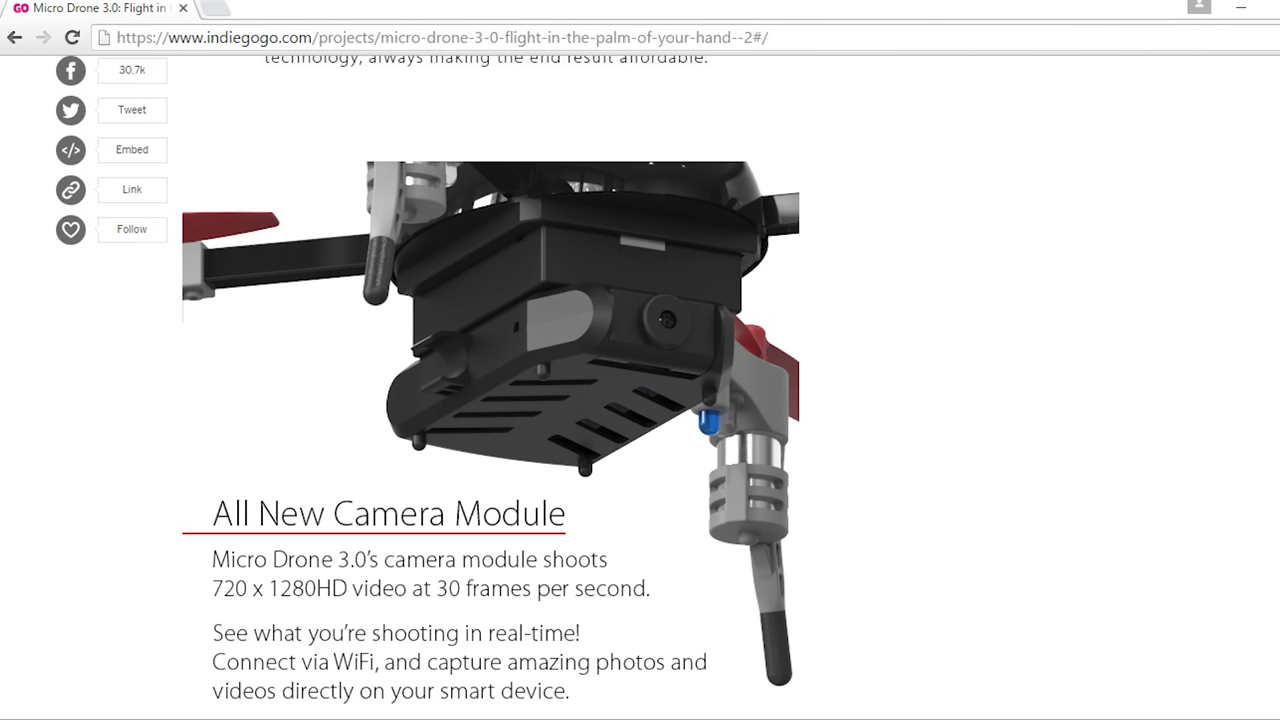 GO Micro Drone 3.0: Flight in
https://www.indiegogo.com/projects/micro-drone-3-0-flight-in-the-palm-of-your-hand--2#/
technology, always making the end result affordable.
30.7k
Tweet
Embed
Link
Follow
All New Camera Module
Micro Drone 3.0's camera module shoots
720 x 1280HD video at 30 frames per second.
See what you're shooting in real-time!
Connect via WiFi, and capture amazing photos and
videos directly on your smart device.